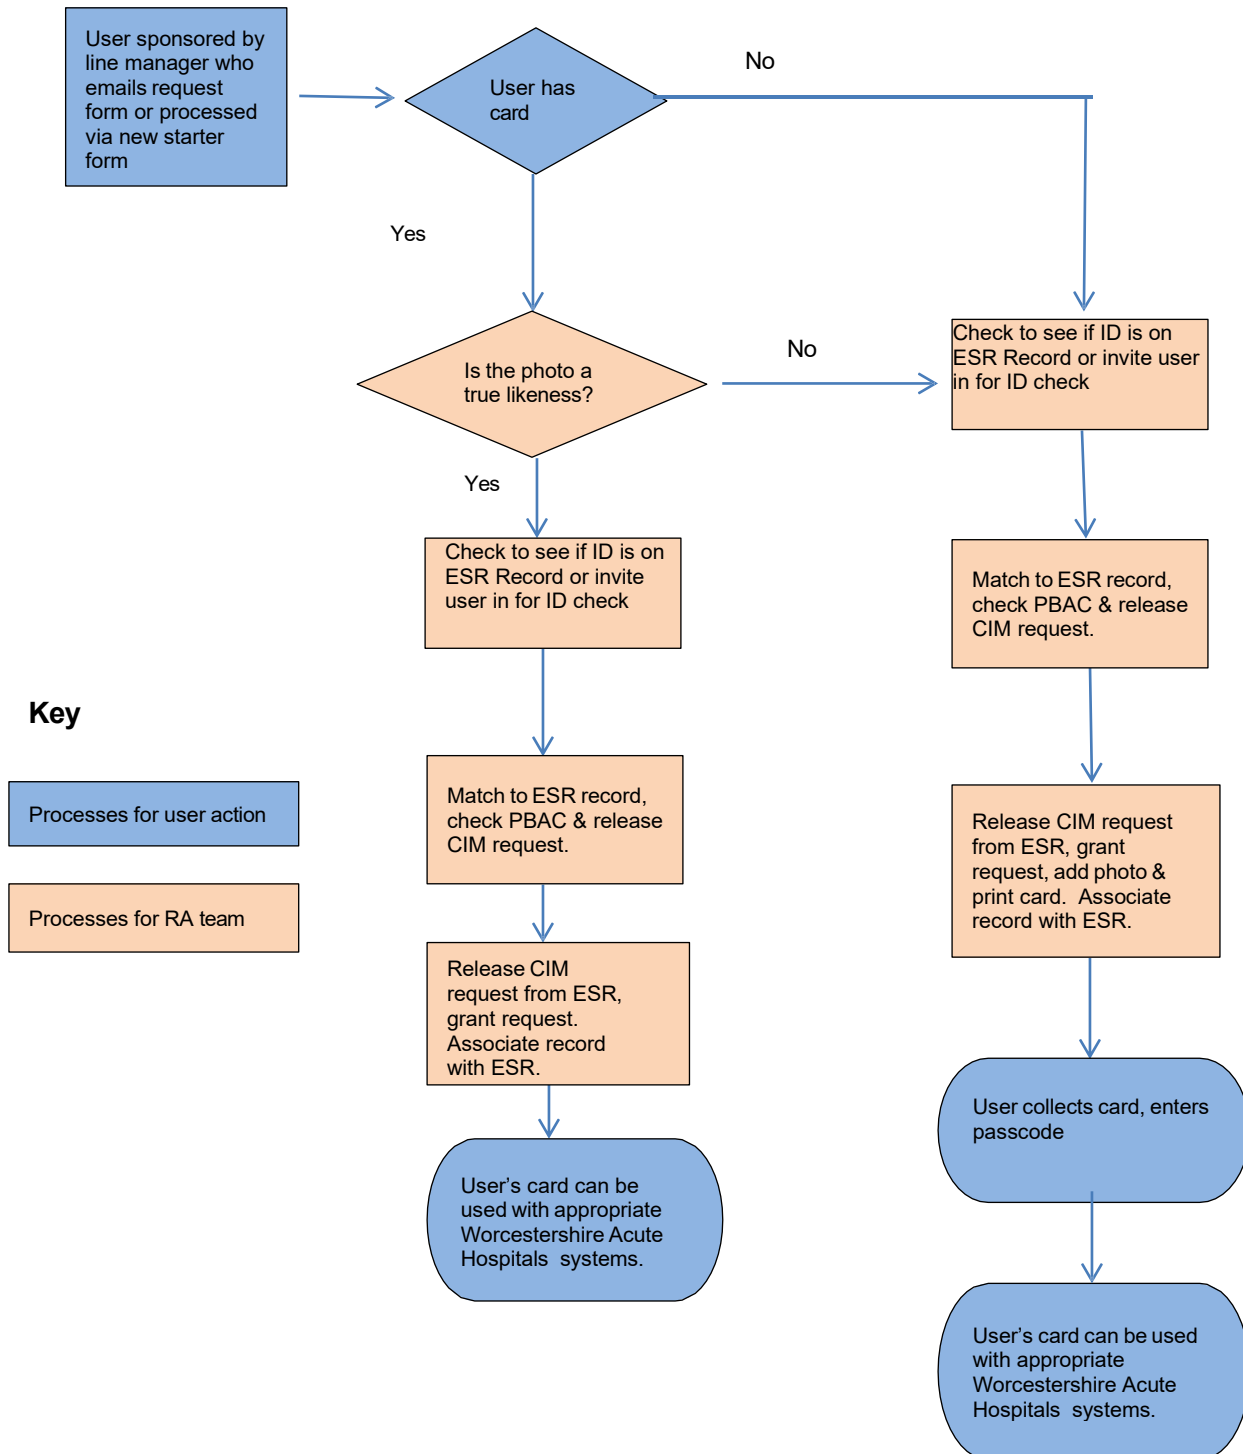 User sponsored by
line manager who
emails request
form or processed
via new starter
form
User has
card
No
Yes
Is the photo a
true likeness?
No
Check to see if ID is on
ESR Record or invite user
in for ID check
Yes
Check to see if ID is on
ESR Record or invite
user in for ID check
Match to ESR record,
check PBAC & release
CIM request.
Key
Processes for user action
Processes for RA team
Match to ESR record,
check PBAC & release
CIM request.
Release CIM request
from ESR, grant
request, add photo &
print card. Associate
record with ESR.
Release CIM
request from ESR,
grant request.
Associate record
with ESR.
User collects card, enters
passcode
User’s card can be
used with appropriate
Worcestershire Acute
Hospitals systems.
User’s card can be used
with appropriate
Worcestershire Acute
Hospitals systems.